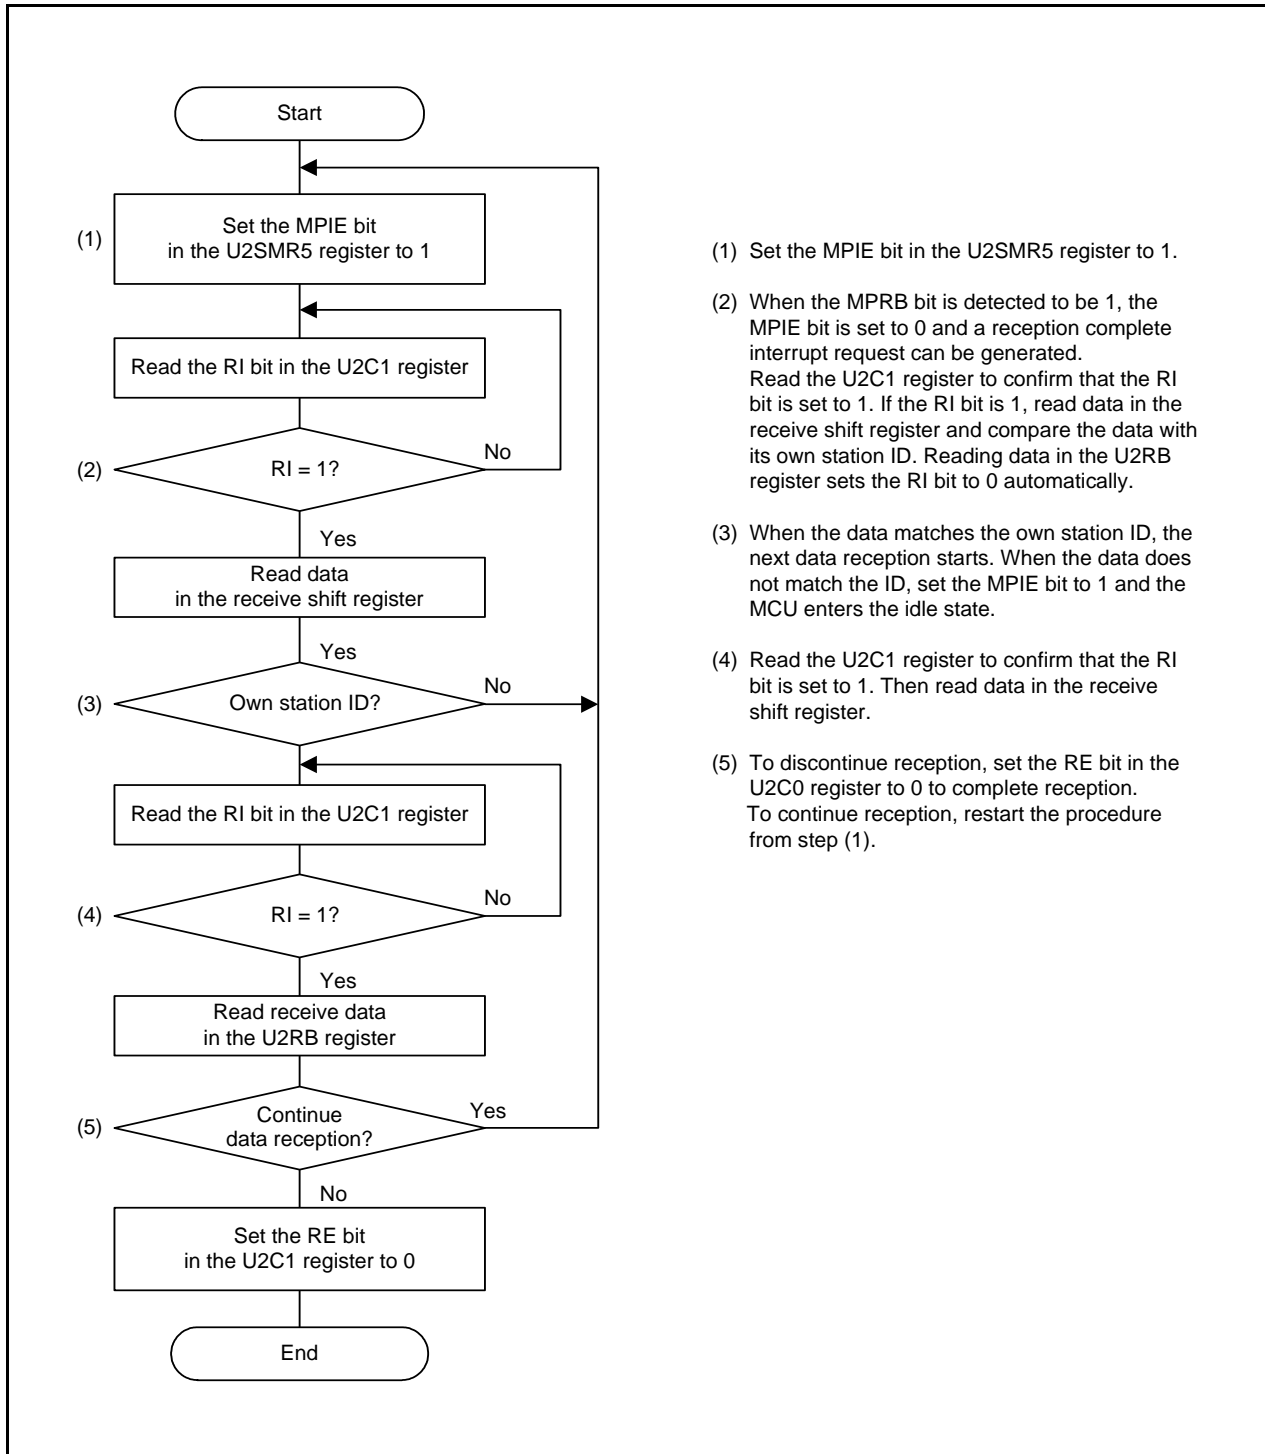 Start
(1)
Set the MPIE bit
in the U2SMR5 register to 1
Read the RI bit in the U2C1 register
(2)
RI = 1?
No
Yes
Read data
in the receive shift register
Yes
(3)
Own station ID?
No
Read the RI bit in the U2C1 register
(4)
RI = 1?
No
Yes
Read receive data
in the U2RB register
(5)
Continue
data reception?
Yes
No
Set the RE bit
in the U2C1 register to 0
End
(1) Set the MPIE bit in the U2SMR5 register to 1.
(2) When the MPRB bit is detected to be 1, the
MPIE bit is set to 0 and a reception complete
interrupt request can be generated.
Read the U2C1 register to confirm that the RI
bit is set to 1. If the RI bit is 1, read data in the
receive shift register and compare the data with
its own station ID. Reading data in the U2RB
register sets the RI bit to 0 automatically.
(3) When the data matches the own station ID, the
next data reception starts. When the data does
not match the ID, set the MPIE bit to 1 and the
MCU enters the idle state.
(4) Read the U2C1 register to confirm that the RI
bit is set to 1. Then read data in the receive
shift register.
(5) To discontinue reception, set the RE bit in the
U2C0 register to 0 to complete reception.
To continue reception, restart the procedure
from step (1).